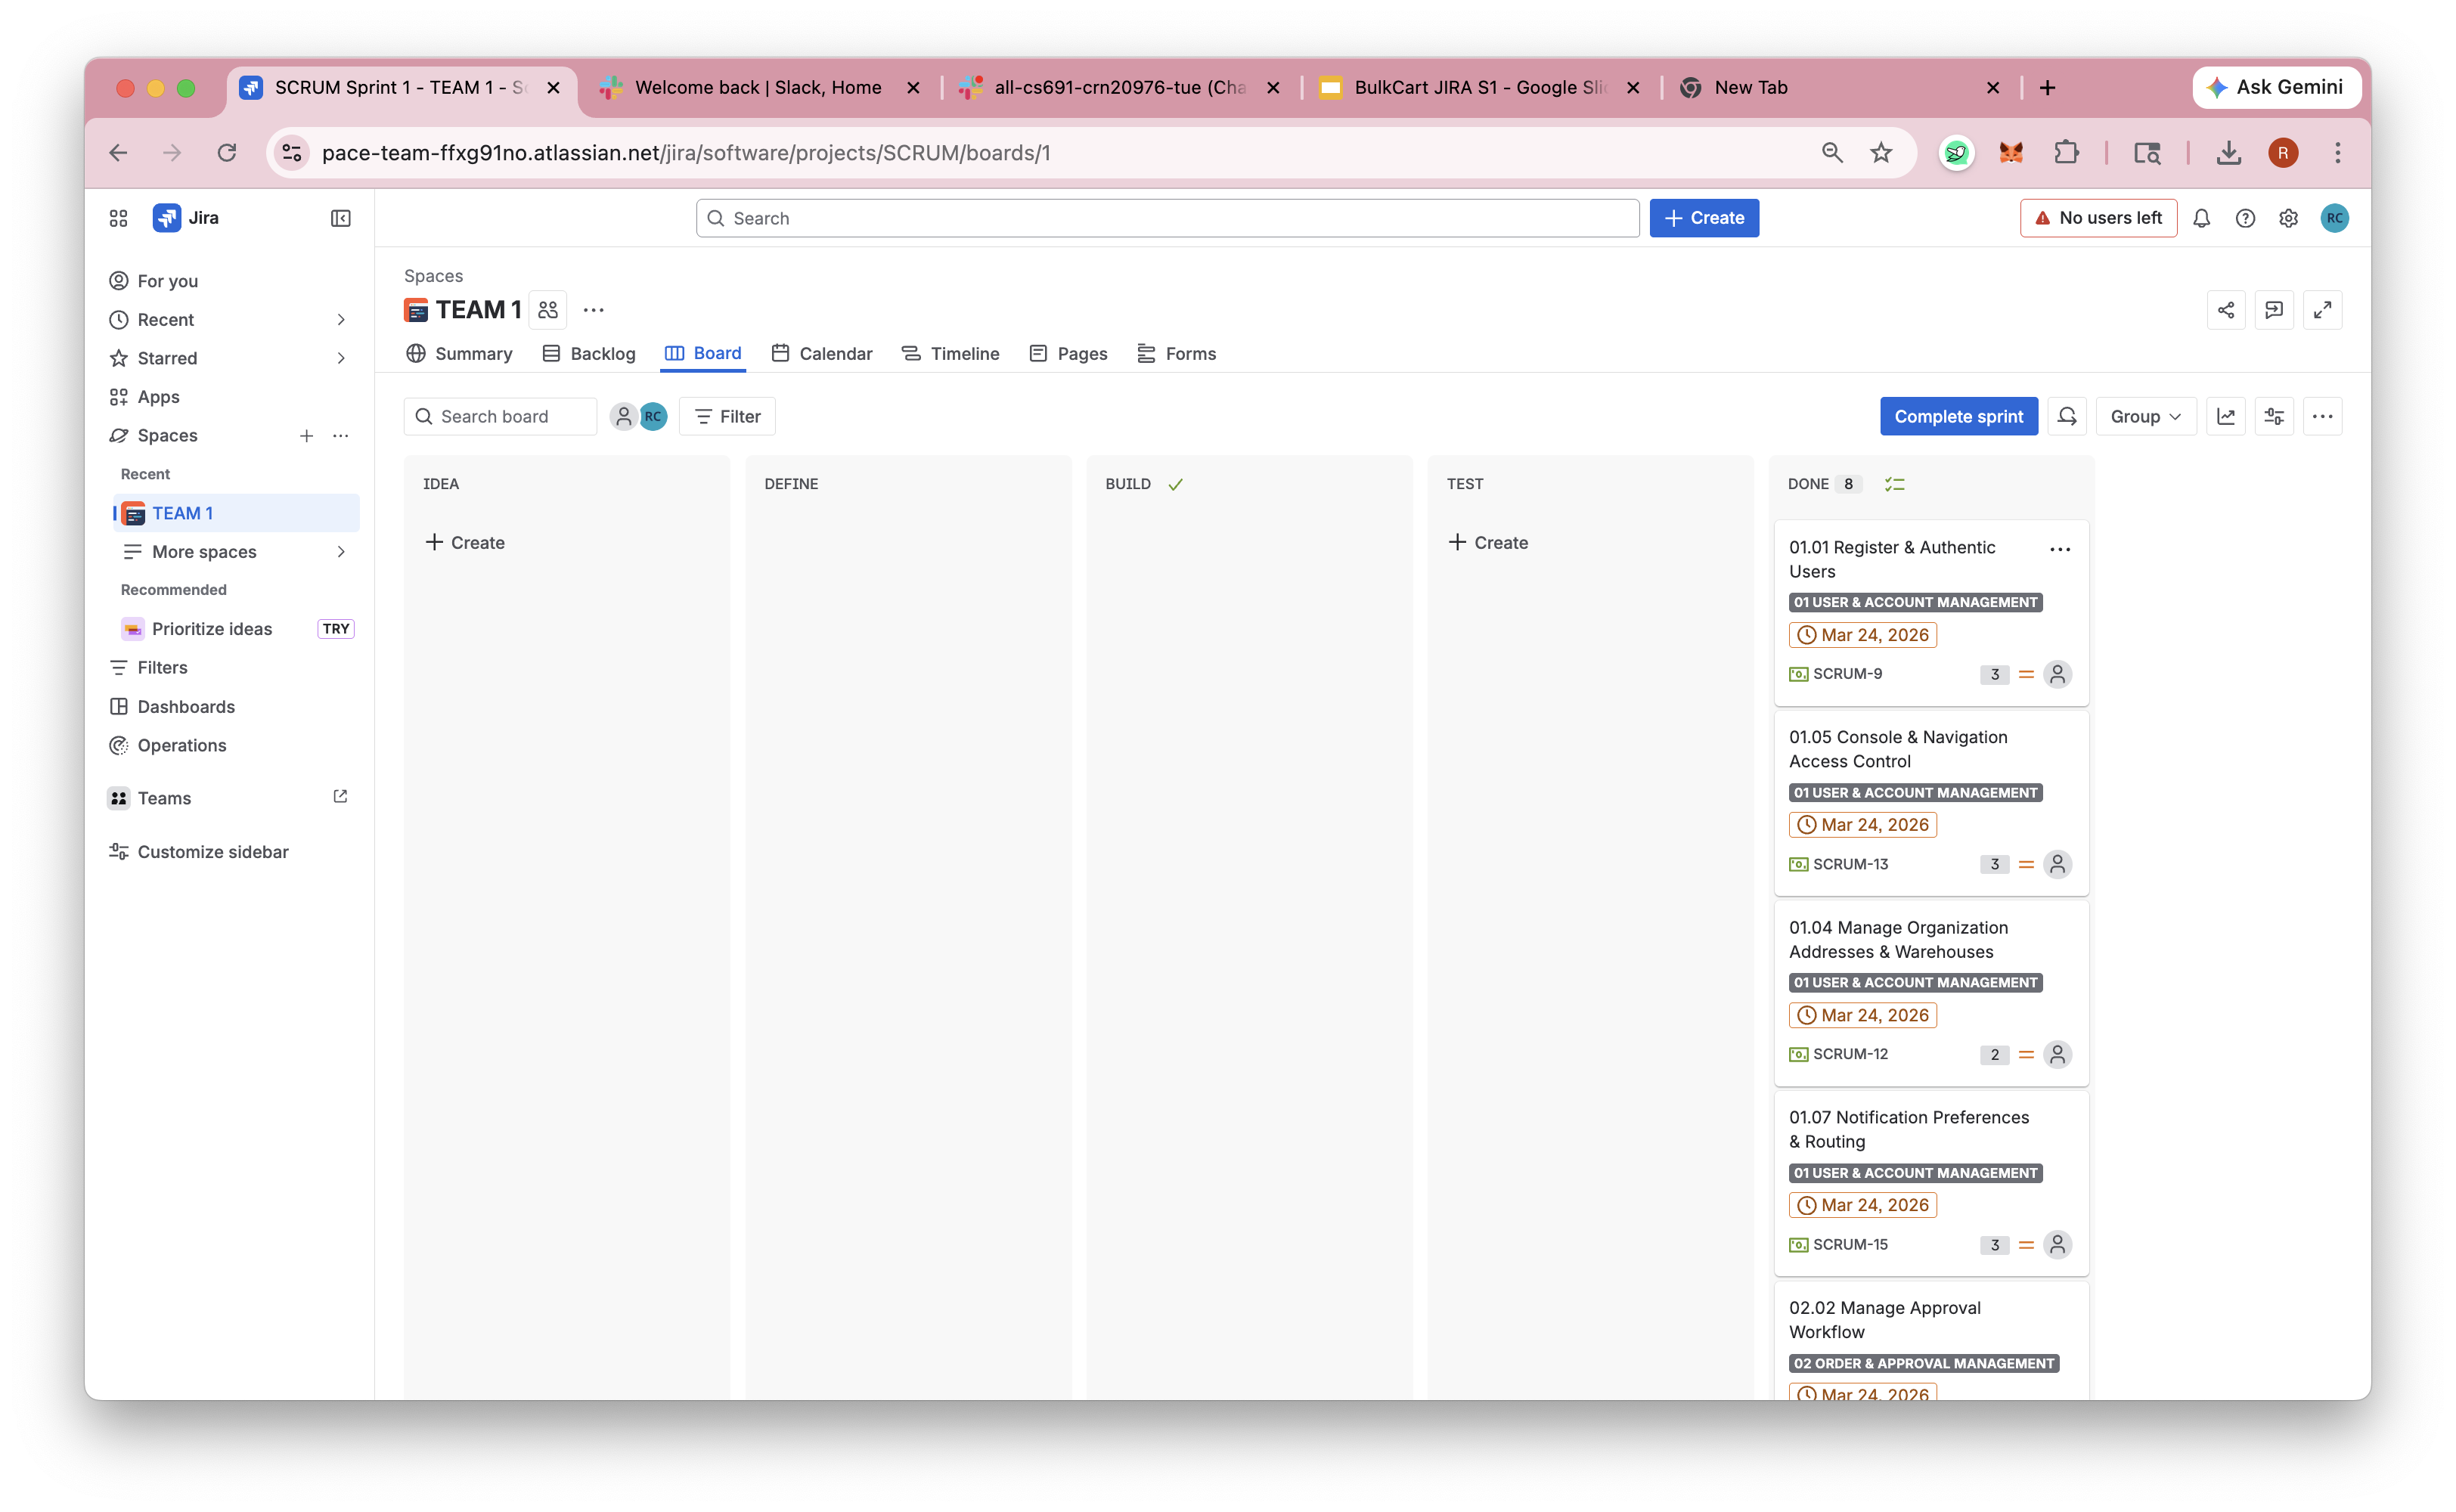 SCRUM Sprint 1 - TEAM 1 - S
Welcome back | Slack, Home
all-cs691-crn20976-tue (Cha
BulkCart JIRA S1 - Google Sli
New Tab
Ask Gemini
pace-team-ffxg91no.atlassian.net/jira/software/projects/SCRUM/boards/1
R
Jira
Search
Create
No users left
RC
For you
Recent
Starred
Apps
Spaces
Recent
TEAM 1
More spaces
Recommended
Prioritize ideas
TRY
Filters
Dashboards
Operations
Teams
Customize sidebar
Spaces
TEAM 1
Summary
Backlog
Board
Calendar
Timeline
Pages
Forms
Search board
RC
Filter
Complete sprint
Group
IDEA
Create
DEFINE
BUILD
TEST
Create
DONE 8
01.01 Register & Authentic
Users
01 USER & ACCOUNT MANAGEMENT
Mar 24, 2026
SCRUM-9
3
01.05 Console & Navigation
Access Control
01 USER & ACCOUNT MANAGEMENT
Mar 24, 2026
SCRUM-13
3
01.04 Manage Organization
Addresses & Warehouses
01 USER & ACCOUNT MANAGEMENT
Mar 24, 2026
SCRUM-12
2
01.07 Notification Preferences
& Routing
01 USER & ACCOUNT MANAGEMENT
Mar 24, 2026
SCRUM-15
3
02.02 Manage Approval
Workflow
02 ORDER & APPROVAL MANAGEMENT
Mar 24, 2026